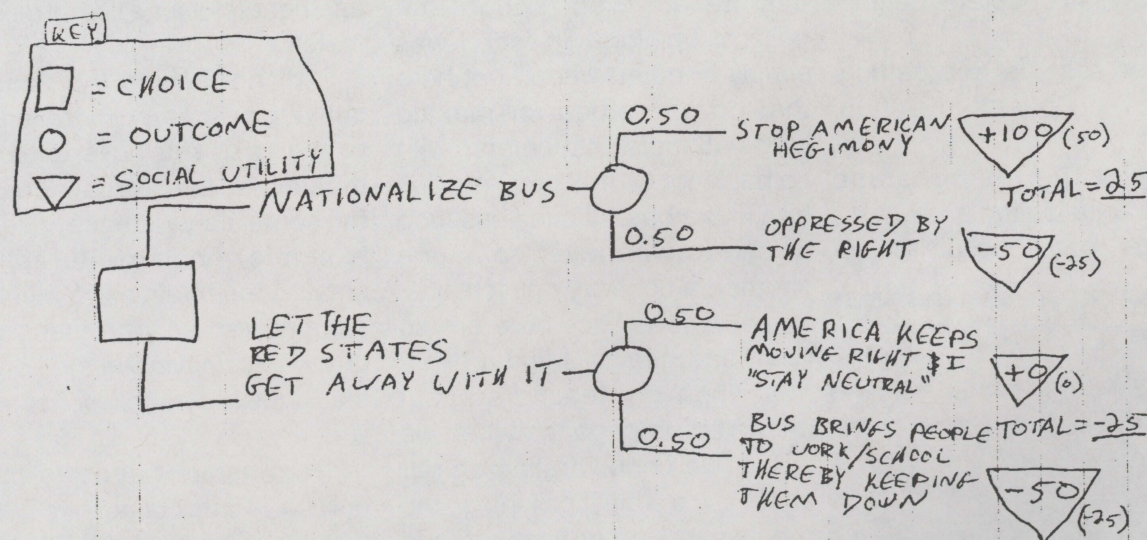 KEY
= CHOICE
= OUTCOME
= SOCIAL UTILITY
NATIONALIZE BUS
0.50
STOP AMERICAN
HEGIMONY
+100 (50)
TOTAL = 25
0.50
OPPRESSED BY
THE RIGHT
-50 (-25)
LET THE
RED STATES
GET AWAY WITH IT
0.50
AMERICA KEEPS
MOVING RIGHT & I
"STAY NEUTRAL"
+0 (0)
TOTAL = -25
0.50
BUS BRINGS PEOPLE
TO WORK/SCHOOL
THEREBY KEEPING
THEM DOWN
-50 (-25)